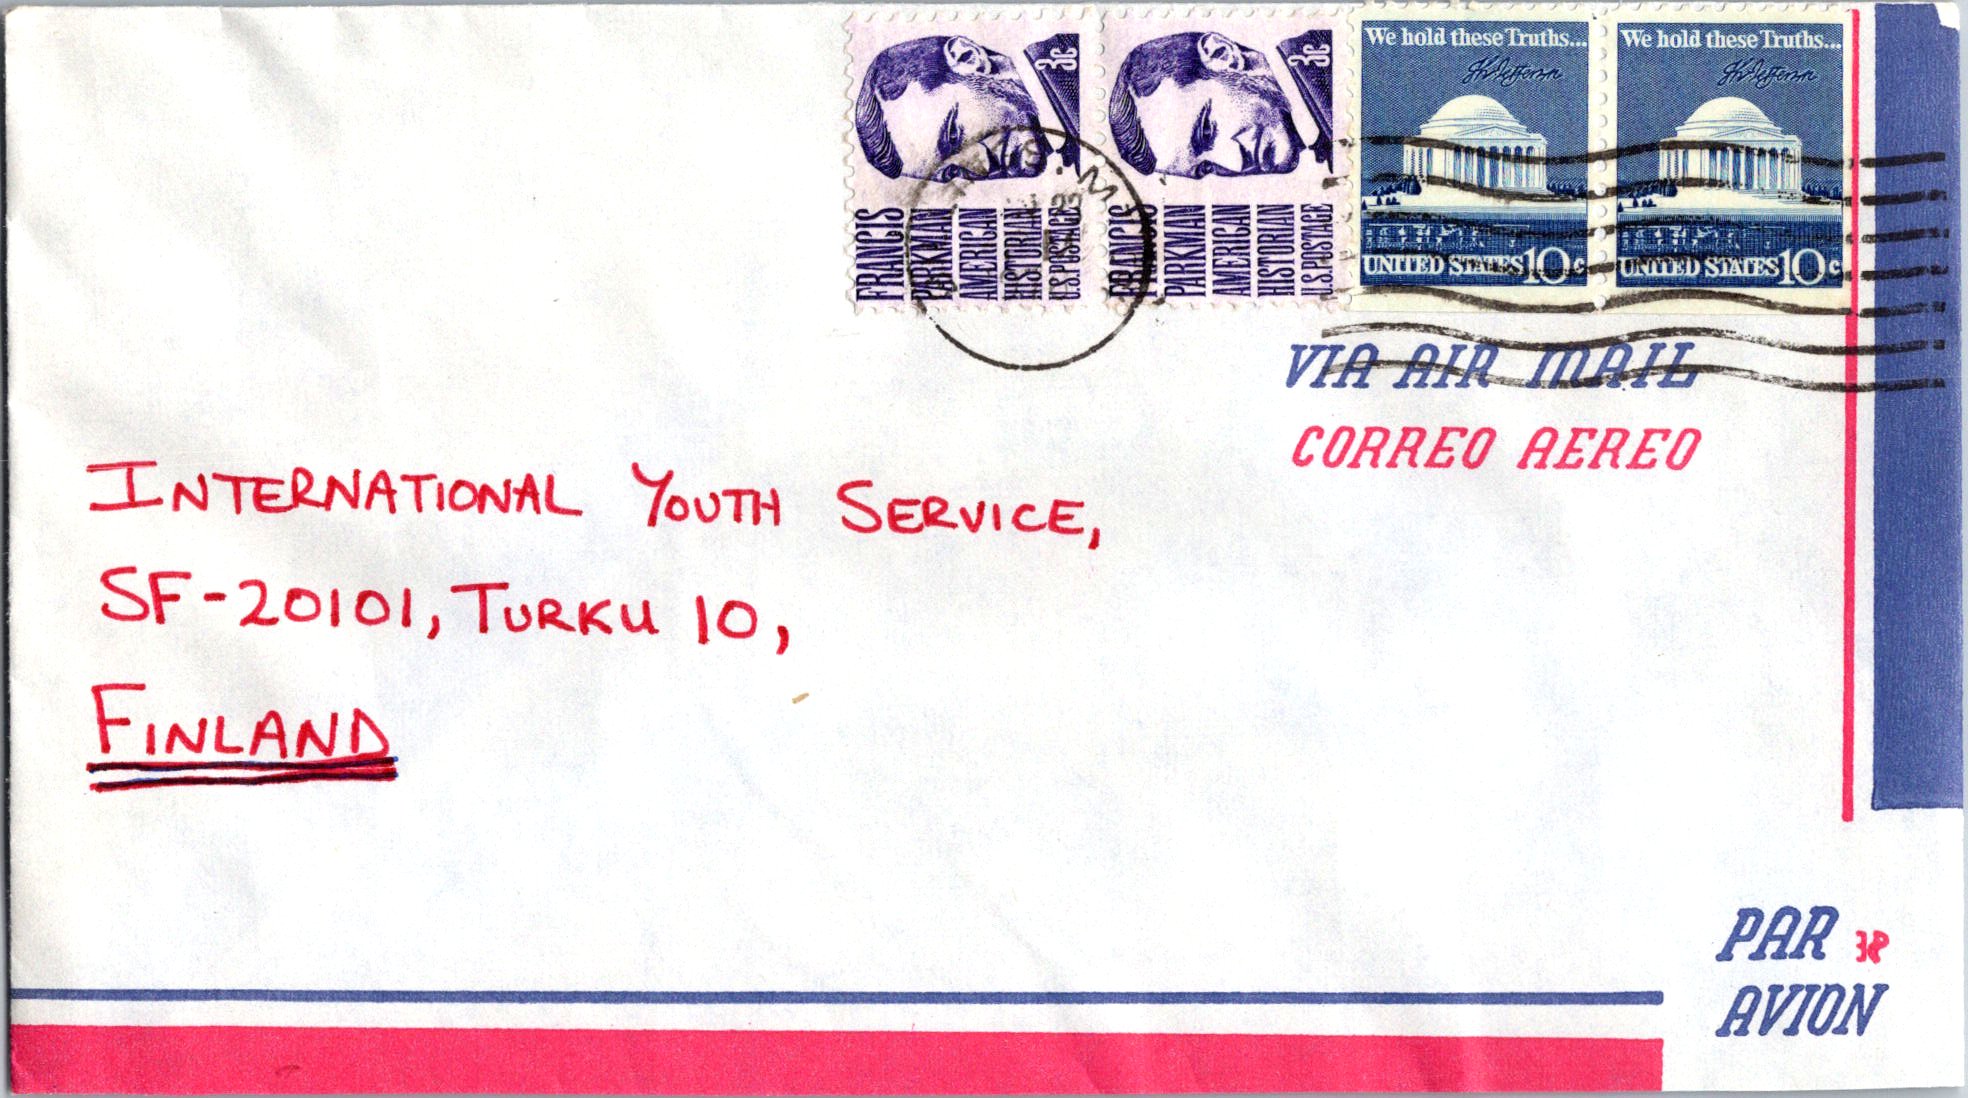 3c
FRANCIS
PARKMAN
AMERICAN
HISTORIAN
U.S. POSTAGE
3c
FRANCIS
PARKMAN
AMERICAN
HISTORIAN
U.S. POSTAGE
We hold these Truths...
UNITED STATES 10c
We hold these Truths...
UNITED STATES 10c
VIA AIR MAIL
CORREO AEREO
INTERNATIONAL YOUTH SERVICE,
SF-20101, TURKU 10,
FINLAND
PAR
AVION